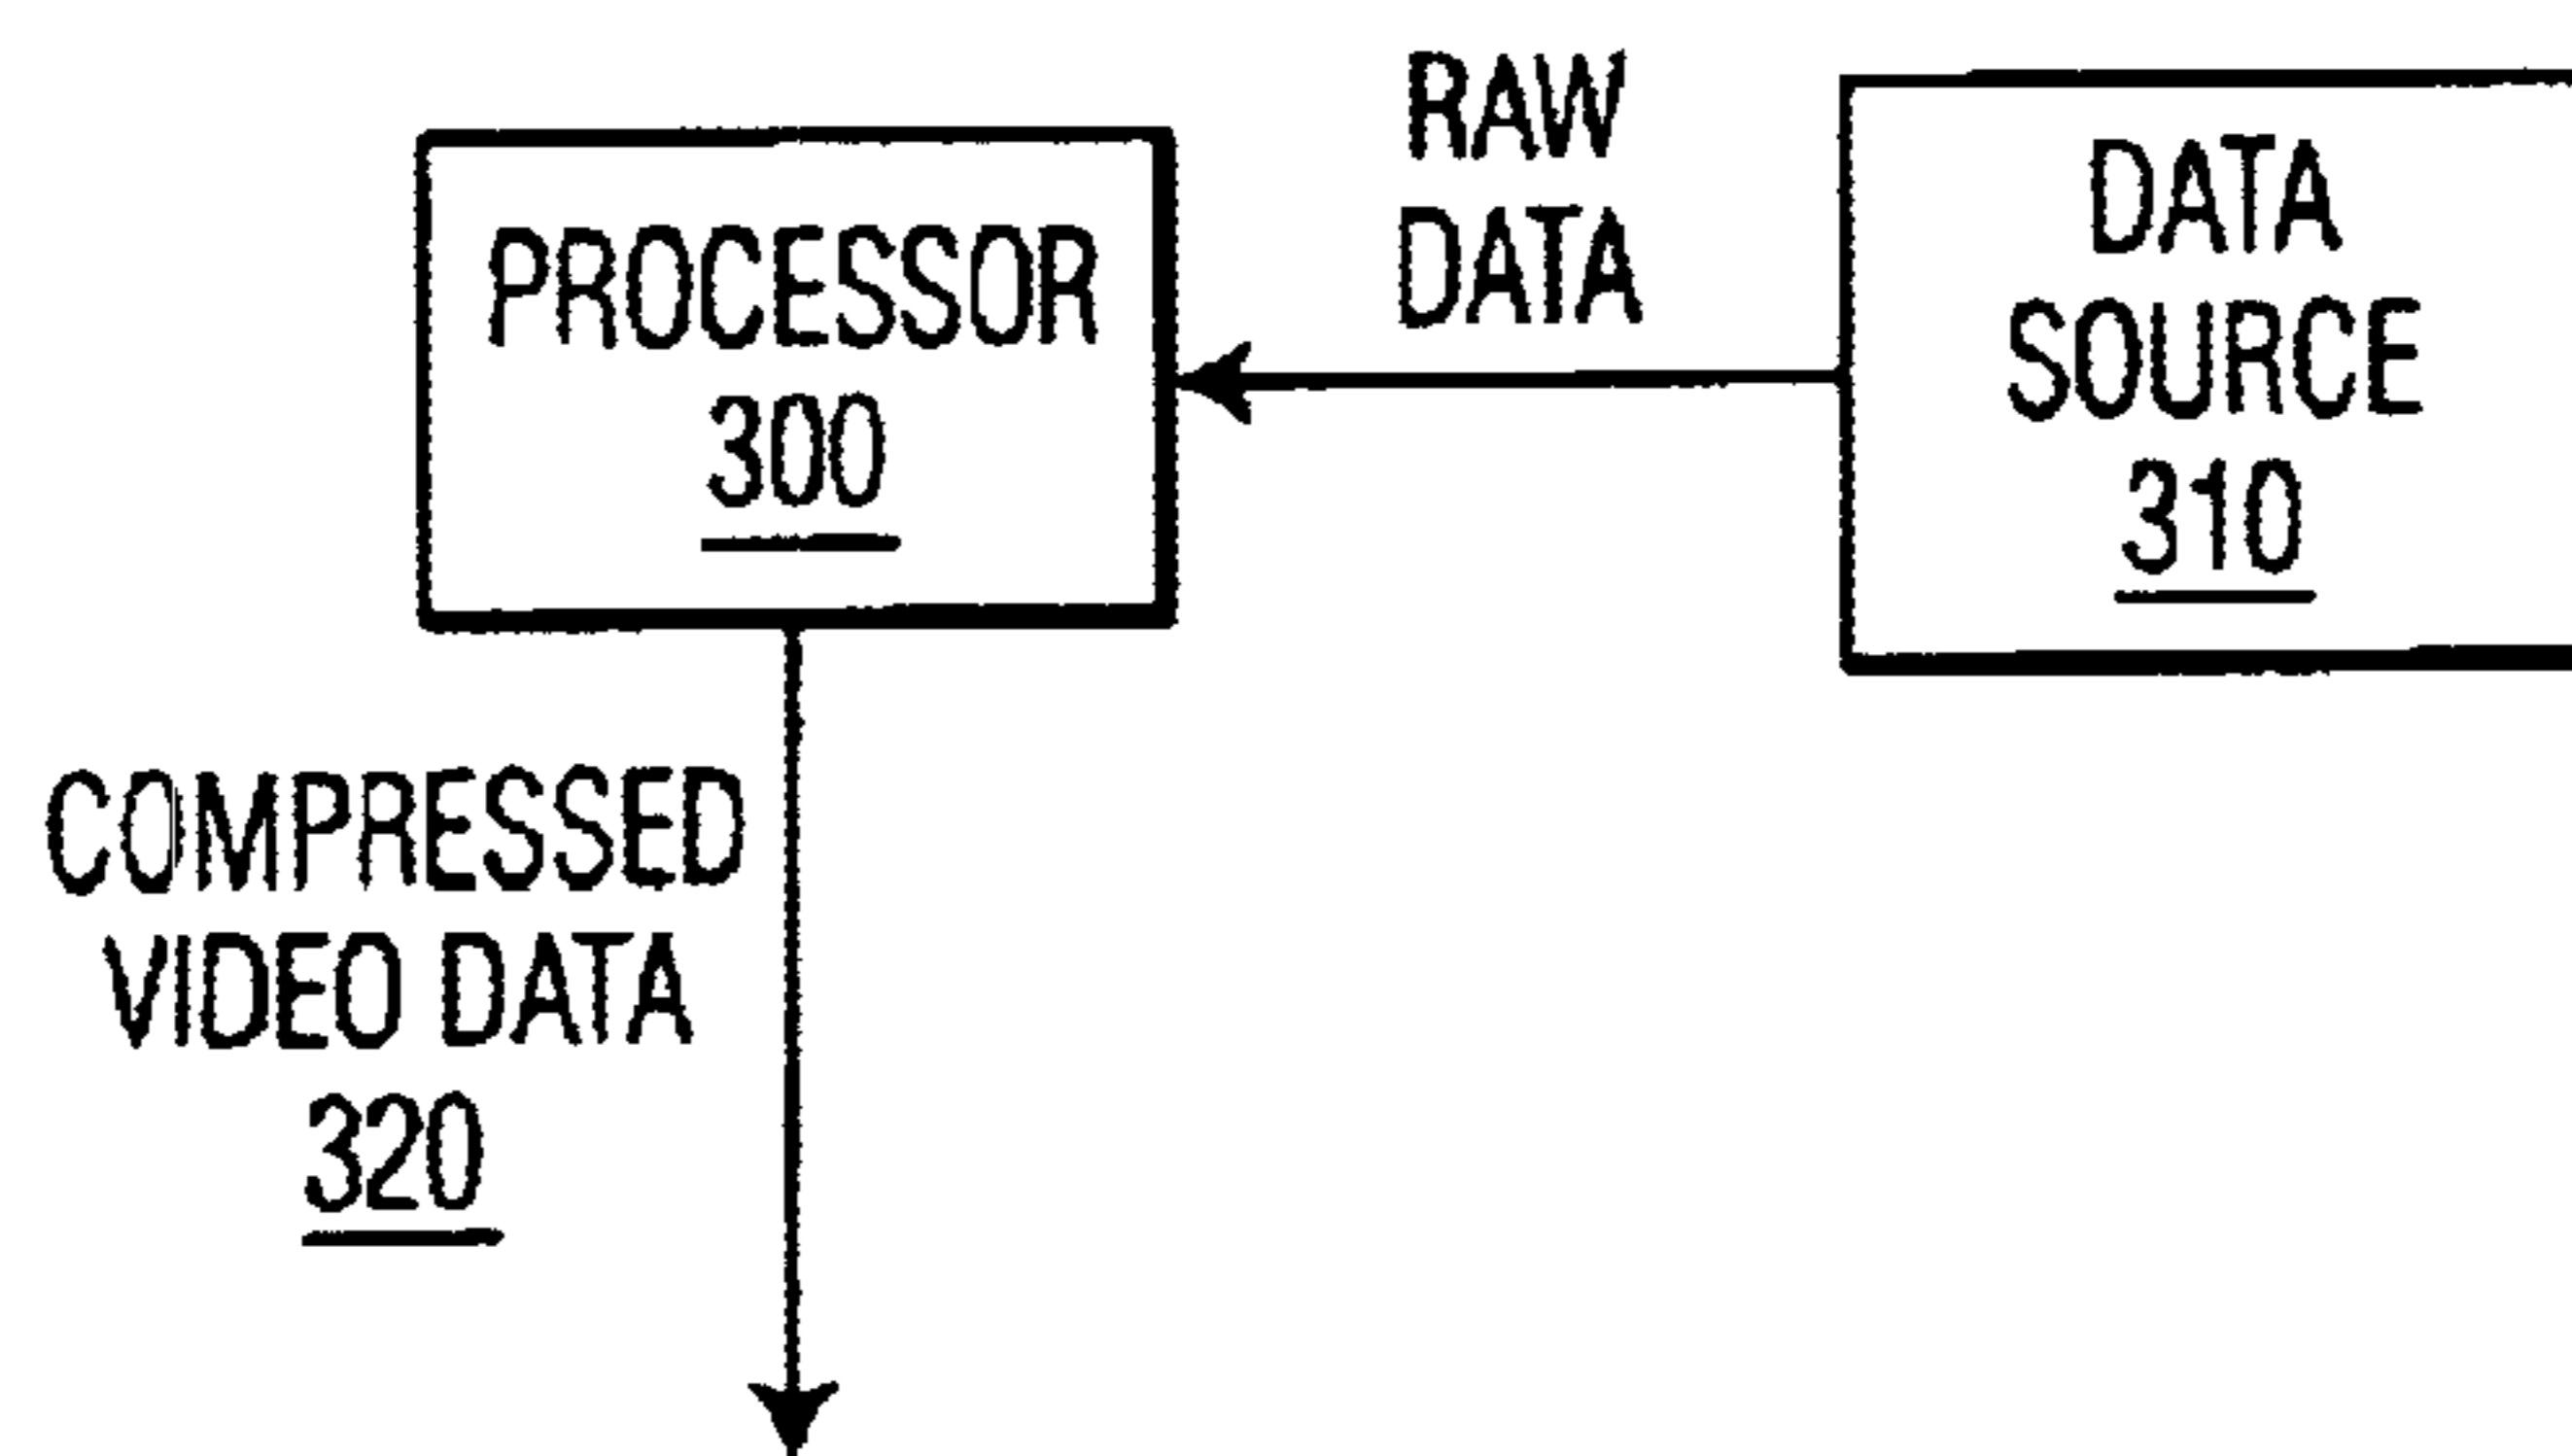 PROCESSOR
300
RAW
DATA
DATA
SOURCE
310
COMPRESSED
VIDEO DATA
320